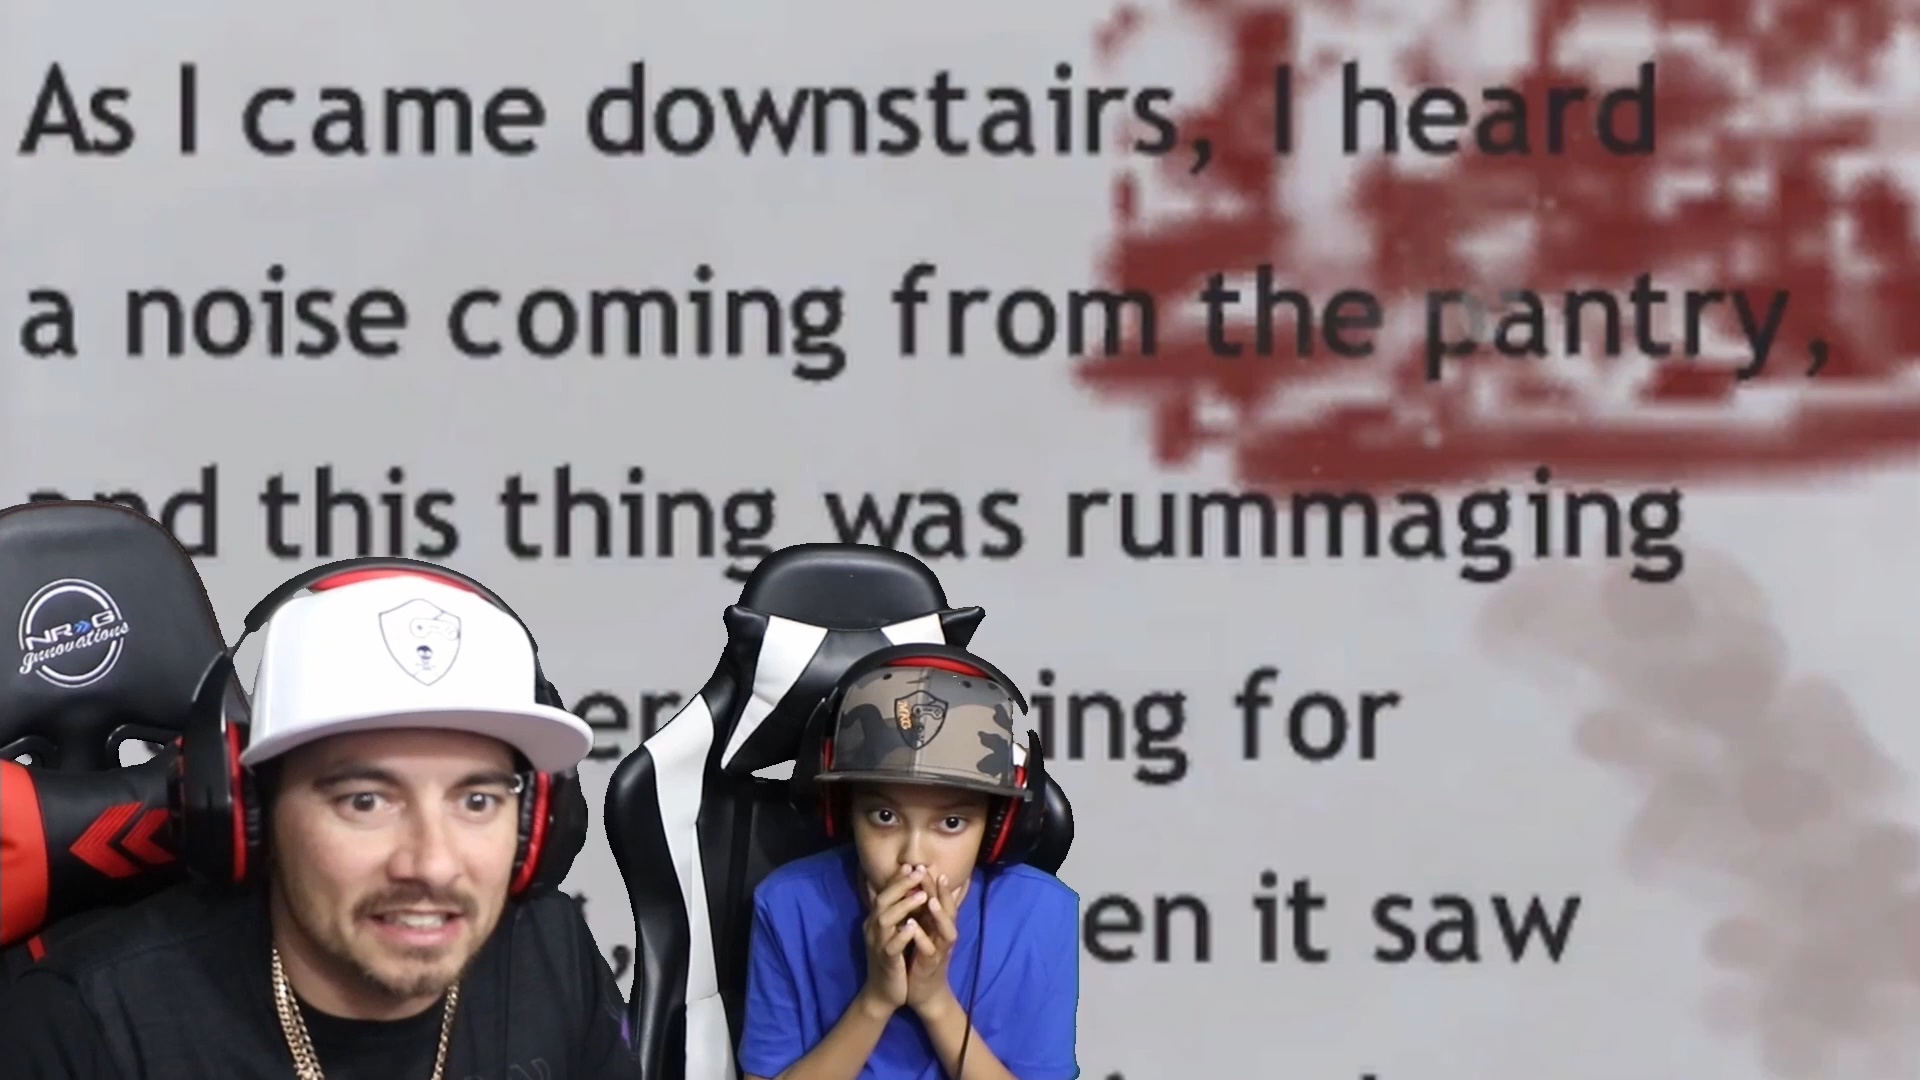 As I came downstairs, I heard
a noise coming from the pantry,
and this thing was rummaging
ing for
en it saw
NRG
Innovations